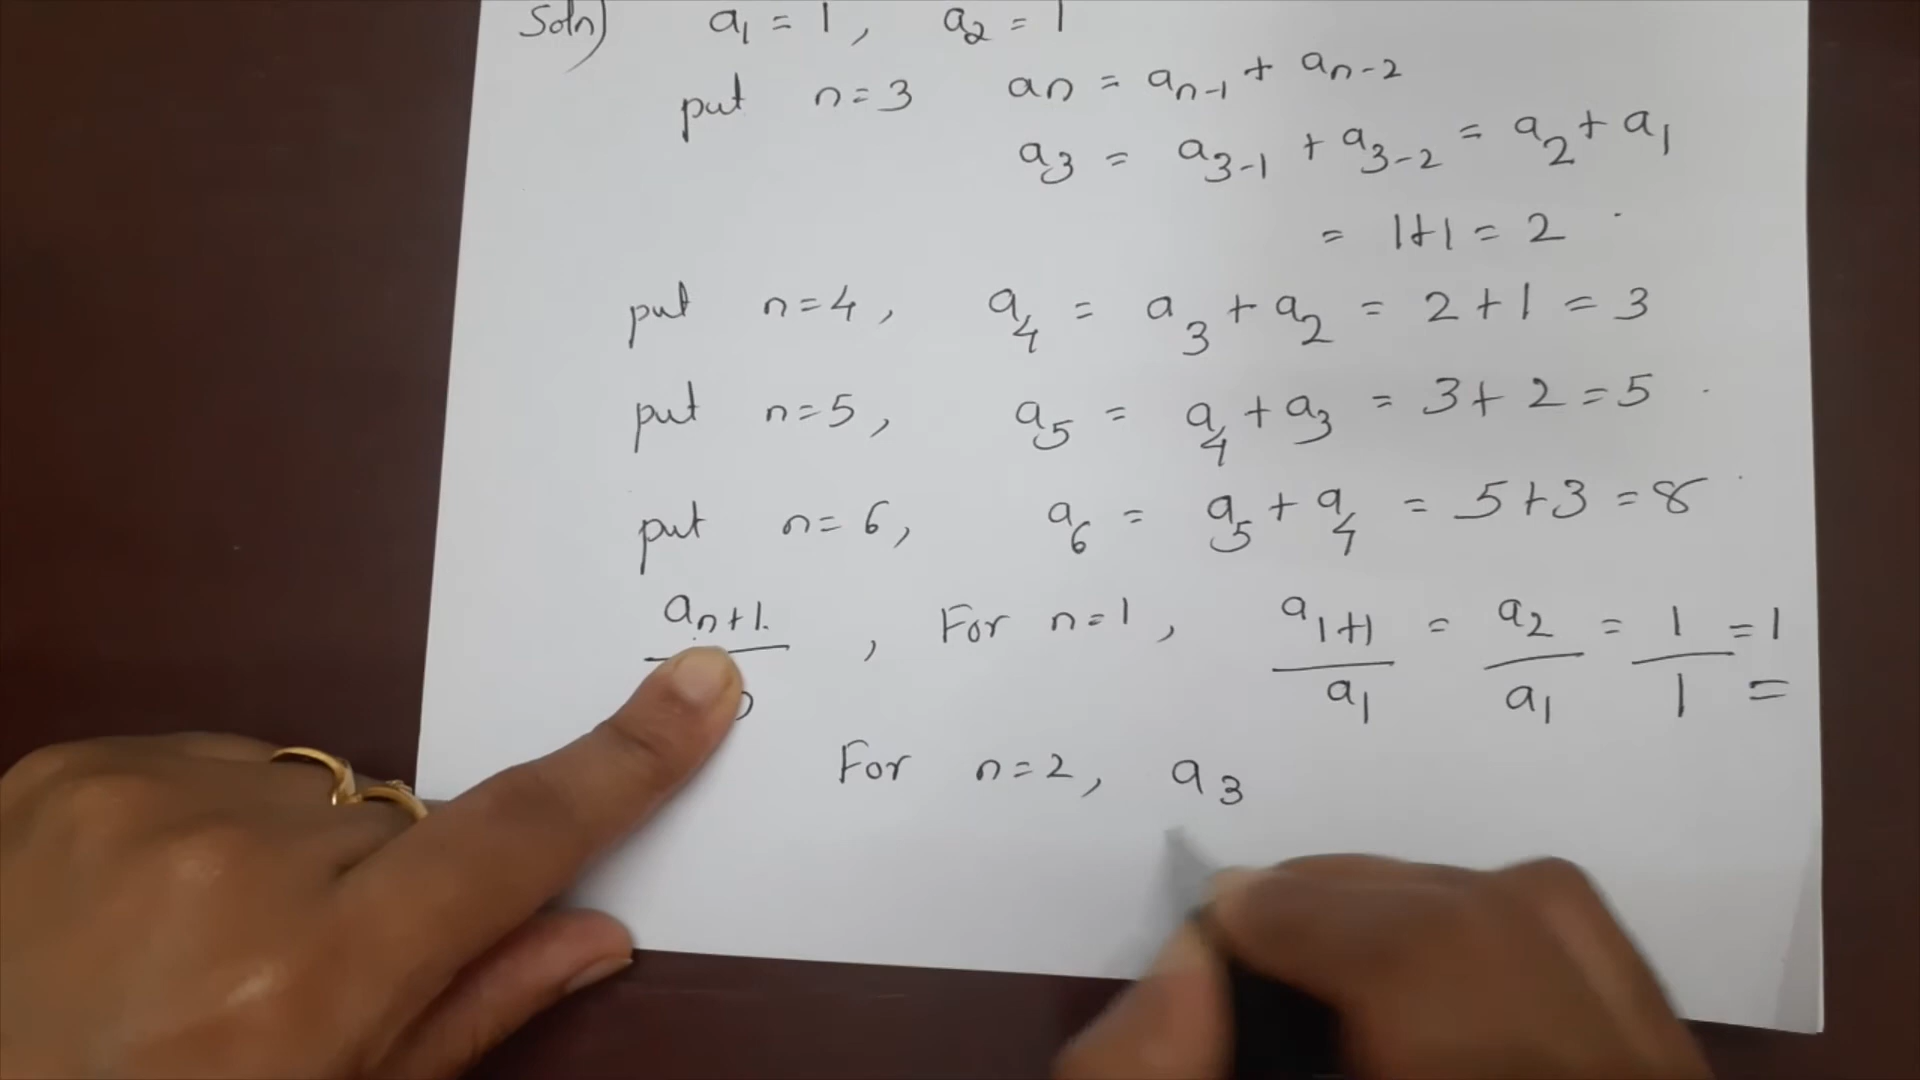 Soln) a1 = 1, a2 = 1
put n=3 an = an-1 + an-2
a3 = a3-1 + a3-2 = a2 + a1
= 1+1 = 2
put n=4, a4 = a3 + a2 = 2+1 = 3
put n=5, a5 = a4 + a3 = 3+2 = 5
put n=6, a6 = a5 + a4 = 5+3 = 8
an+1 , For n=1, a1+1 / a1 = a2 / a1 = 1 / 1 = 1
For n=2, a3